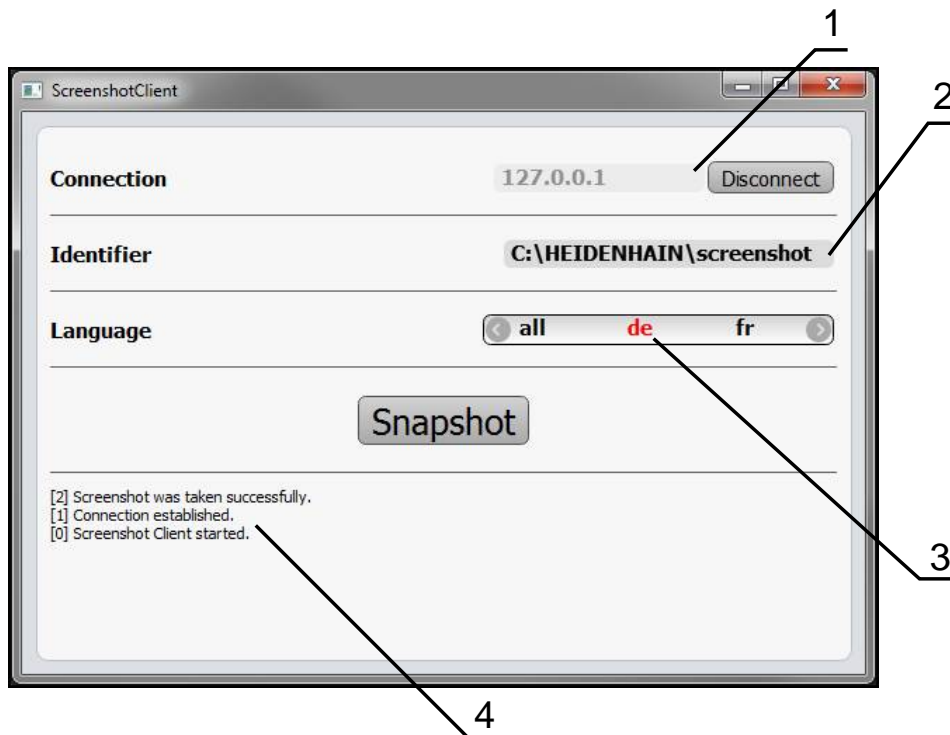 1
ScreenshotClient
2
Connection 127.0.0.1 Disconnect
Identifier C:\HEIDENHAIN\screenshot
Language all de fr
Snapshot
[2] Screenshot was taken successfully.
[1] Connection established.
[0] Screenshot Client started.
3
4